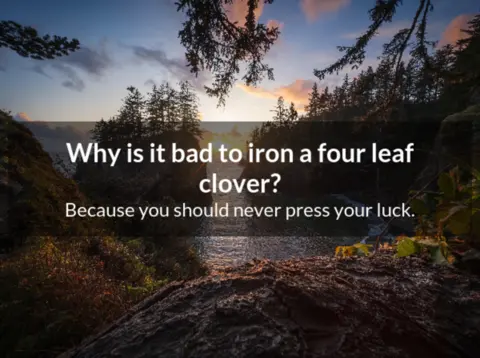 Why is it bad to iron a four leaf
clover?
Because you should never press your luck.